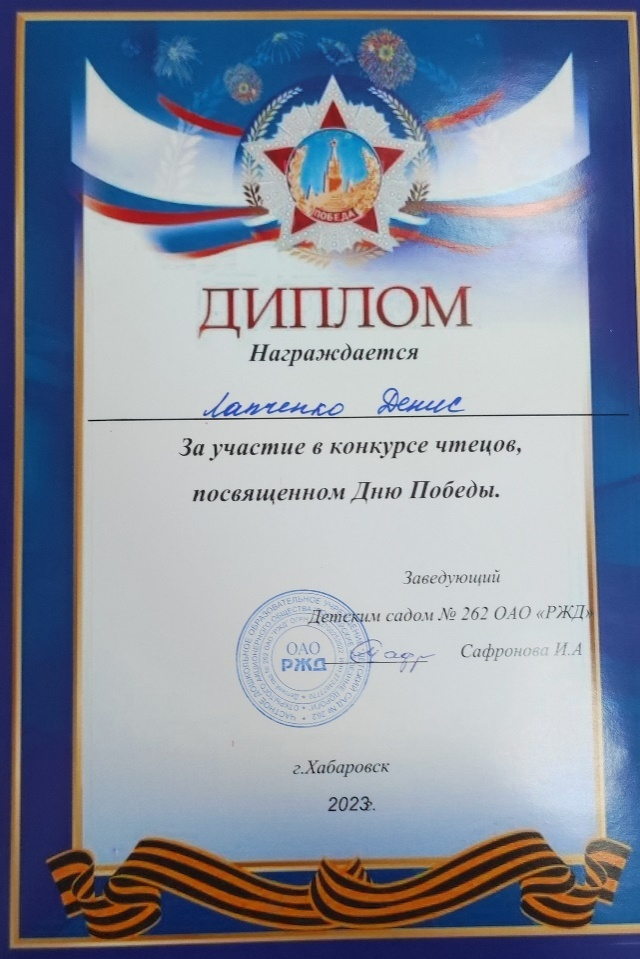 ПОБЕДА
ДИПЛОМ
Награждается
Лапченко Денис
За участие в конкурсе чтецов,
посвященном Дню Победы.
Заведующий
Детским садом № 262 ОАО «РЖД»
Сафронова И.А
ОАО
РЖД
г.Хабаровск
2023г.